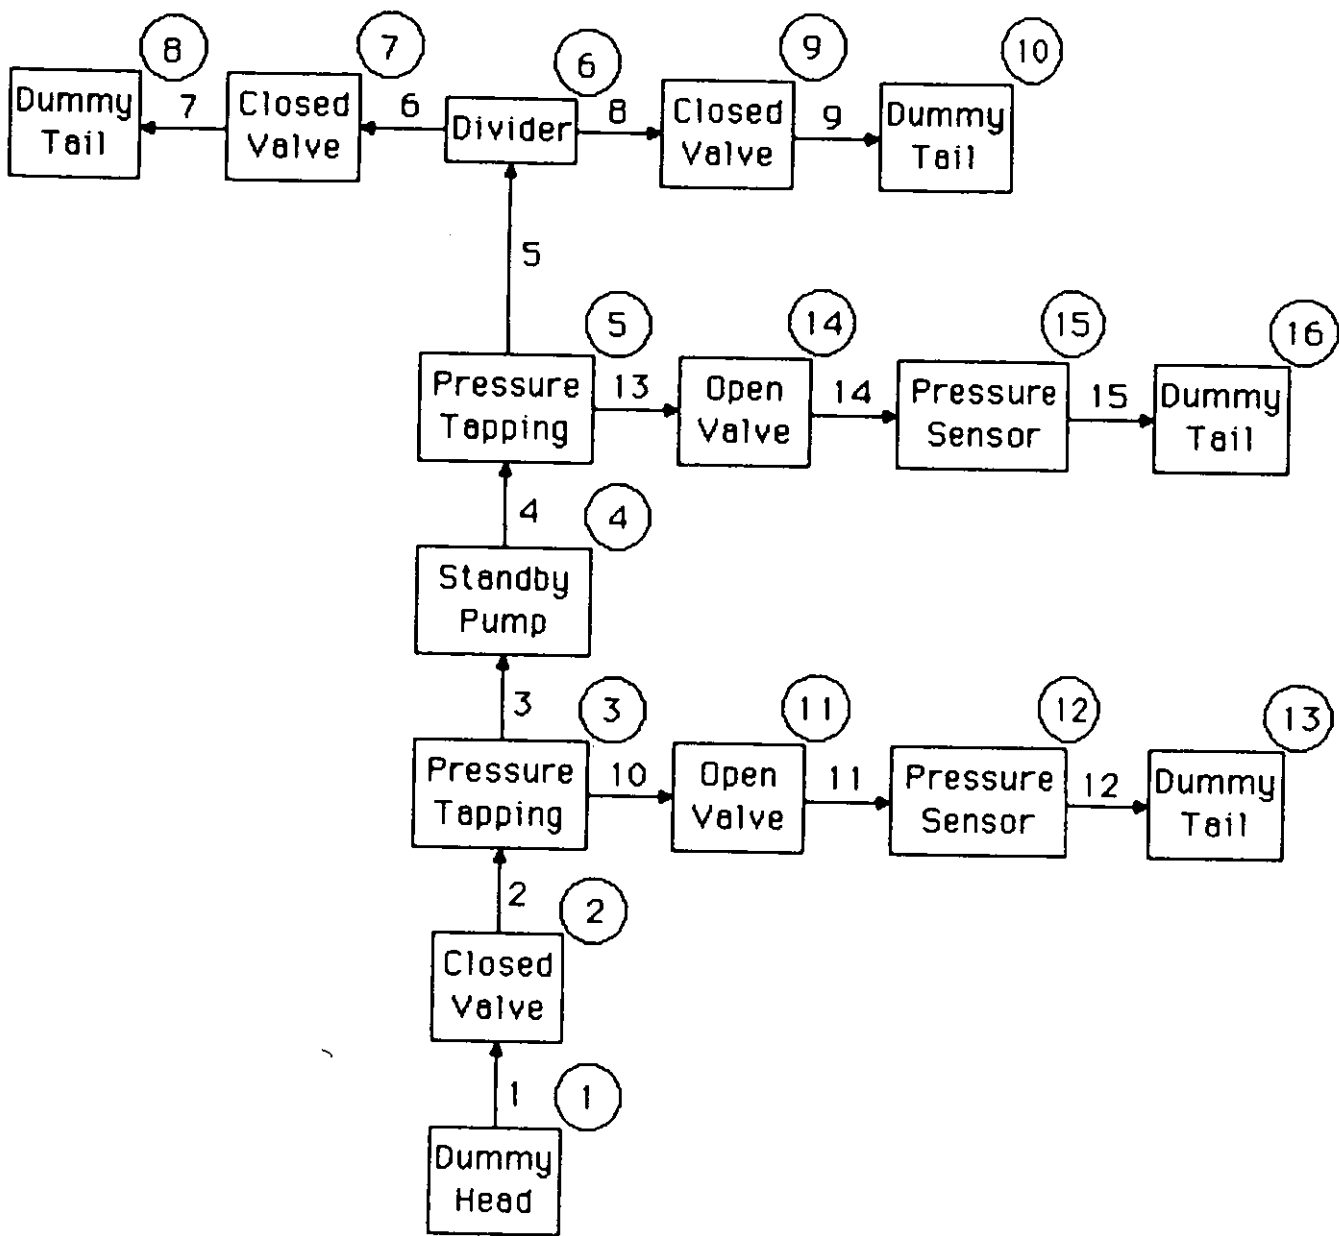 8
7
9
10
6
Dummy
Tail
7
Closed
Valve
6
Divider
8
Closed
Valve
9
Dummy
Tail
5
5
14
15
16
Pressure
Tapping
13
Open
Valve
14
Pressure
Sensor
15
Dummy
Tail
4
4
Standby
Pump
3
3
11
12
13
Pressure
Tapping
10
Open
Valve
11
Pressure
Sensor
12
Dummy
Tail
2
2
Closed
Valve
1
1
Dummy
Head